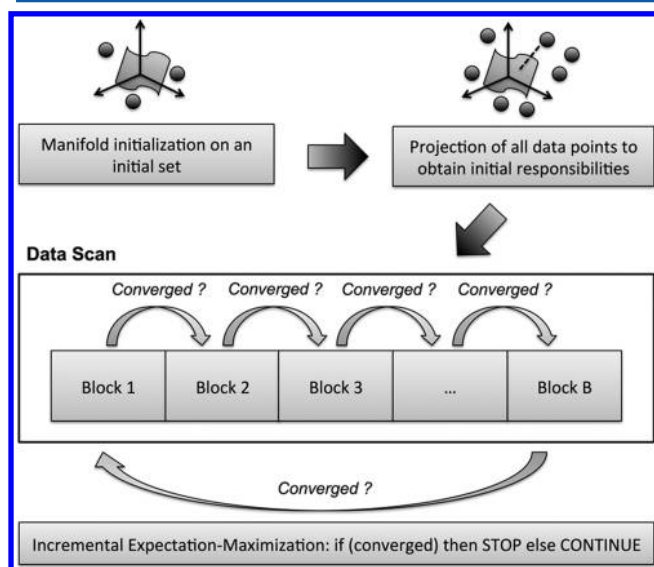 Manifold initialization on an
initial set
Projection of all data points to
obtain initial responsibilities
Data Scan
Converged ? Converged ? Converged ? Converged ?
Block 1 Block 2 Block 3 ... Block B
Converged ?
Incremental Expectation-Maximization: if (converged) then STOP else CONTINUE